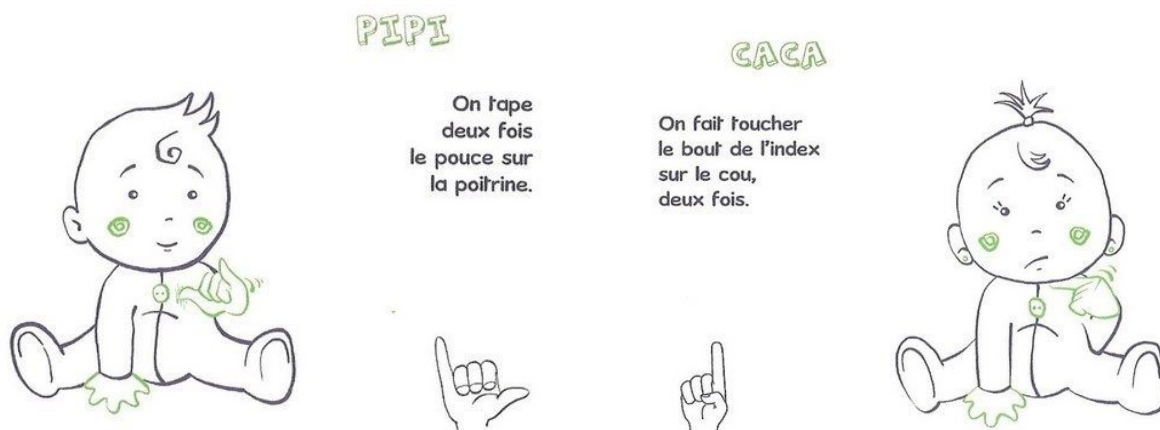 PIPI
On tape
deux fois
le pouce sur
la poitrine.
CACA
On fait toucher
le bout de l'index
sur le cou,
deux fois.